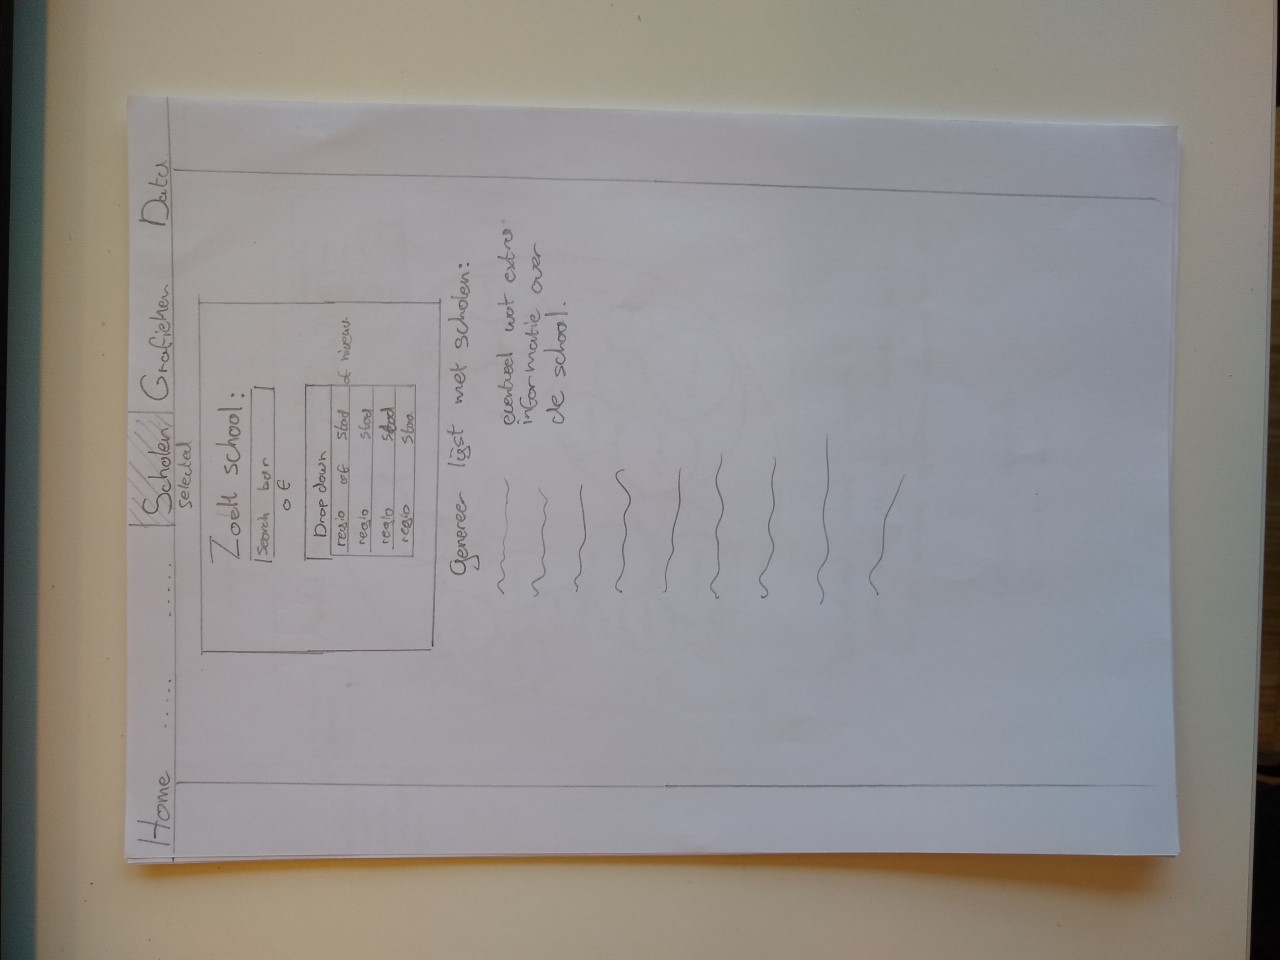 Home ..... ..... Scholen Grafieken Data
selected
Zoek school:
Search bar
of
Drop down
regio of stad of niveau.
regio stad
regio stad
regio stad
Genereer lijst met scholen:
eventueel wat extra
informatie over
de school.